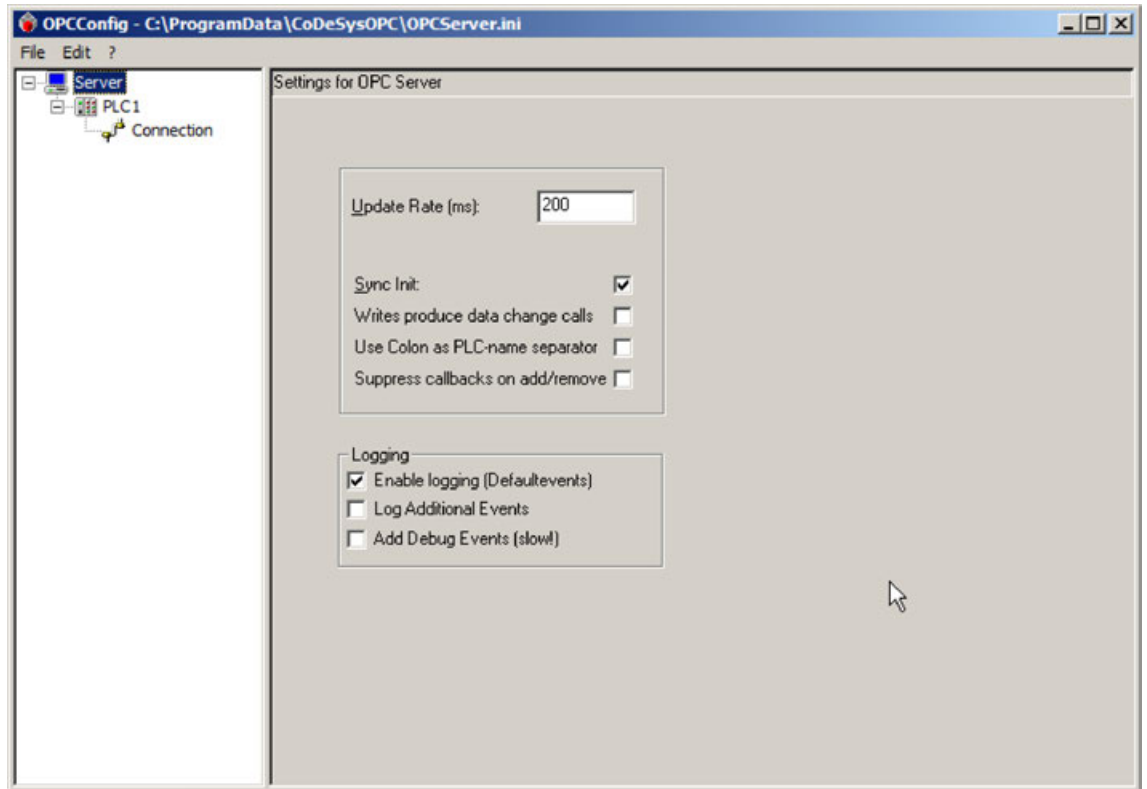 OPCConfig - C:\ProgramData\CoDeSysOPC\OPCServer.ini
File Edit ?
Server
PLC1
Connection
Settings for OPC Server
Update Rate (ms): 200
Sync Init:
Writes produce data change calls
Use Colon as PLC-name separator
Suppress callbacks on add/remove
Logging
Enable logging (Defaultevents)
Log Additional Events
Add Debug Events (slow!)